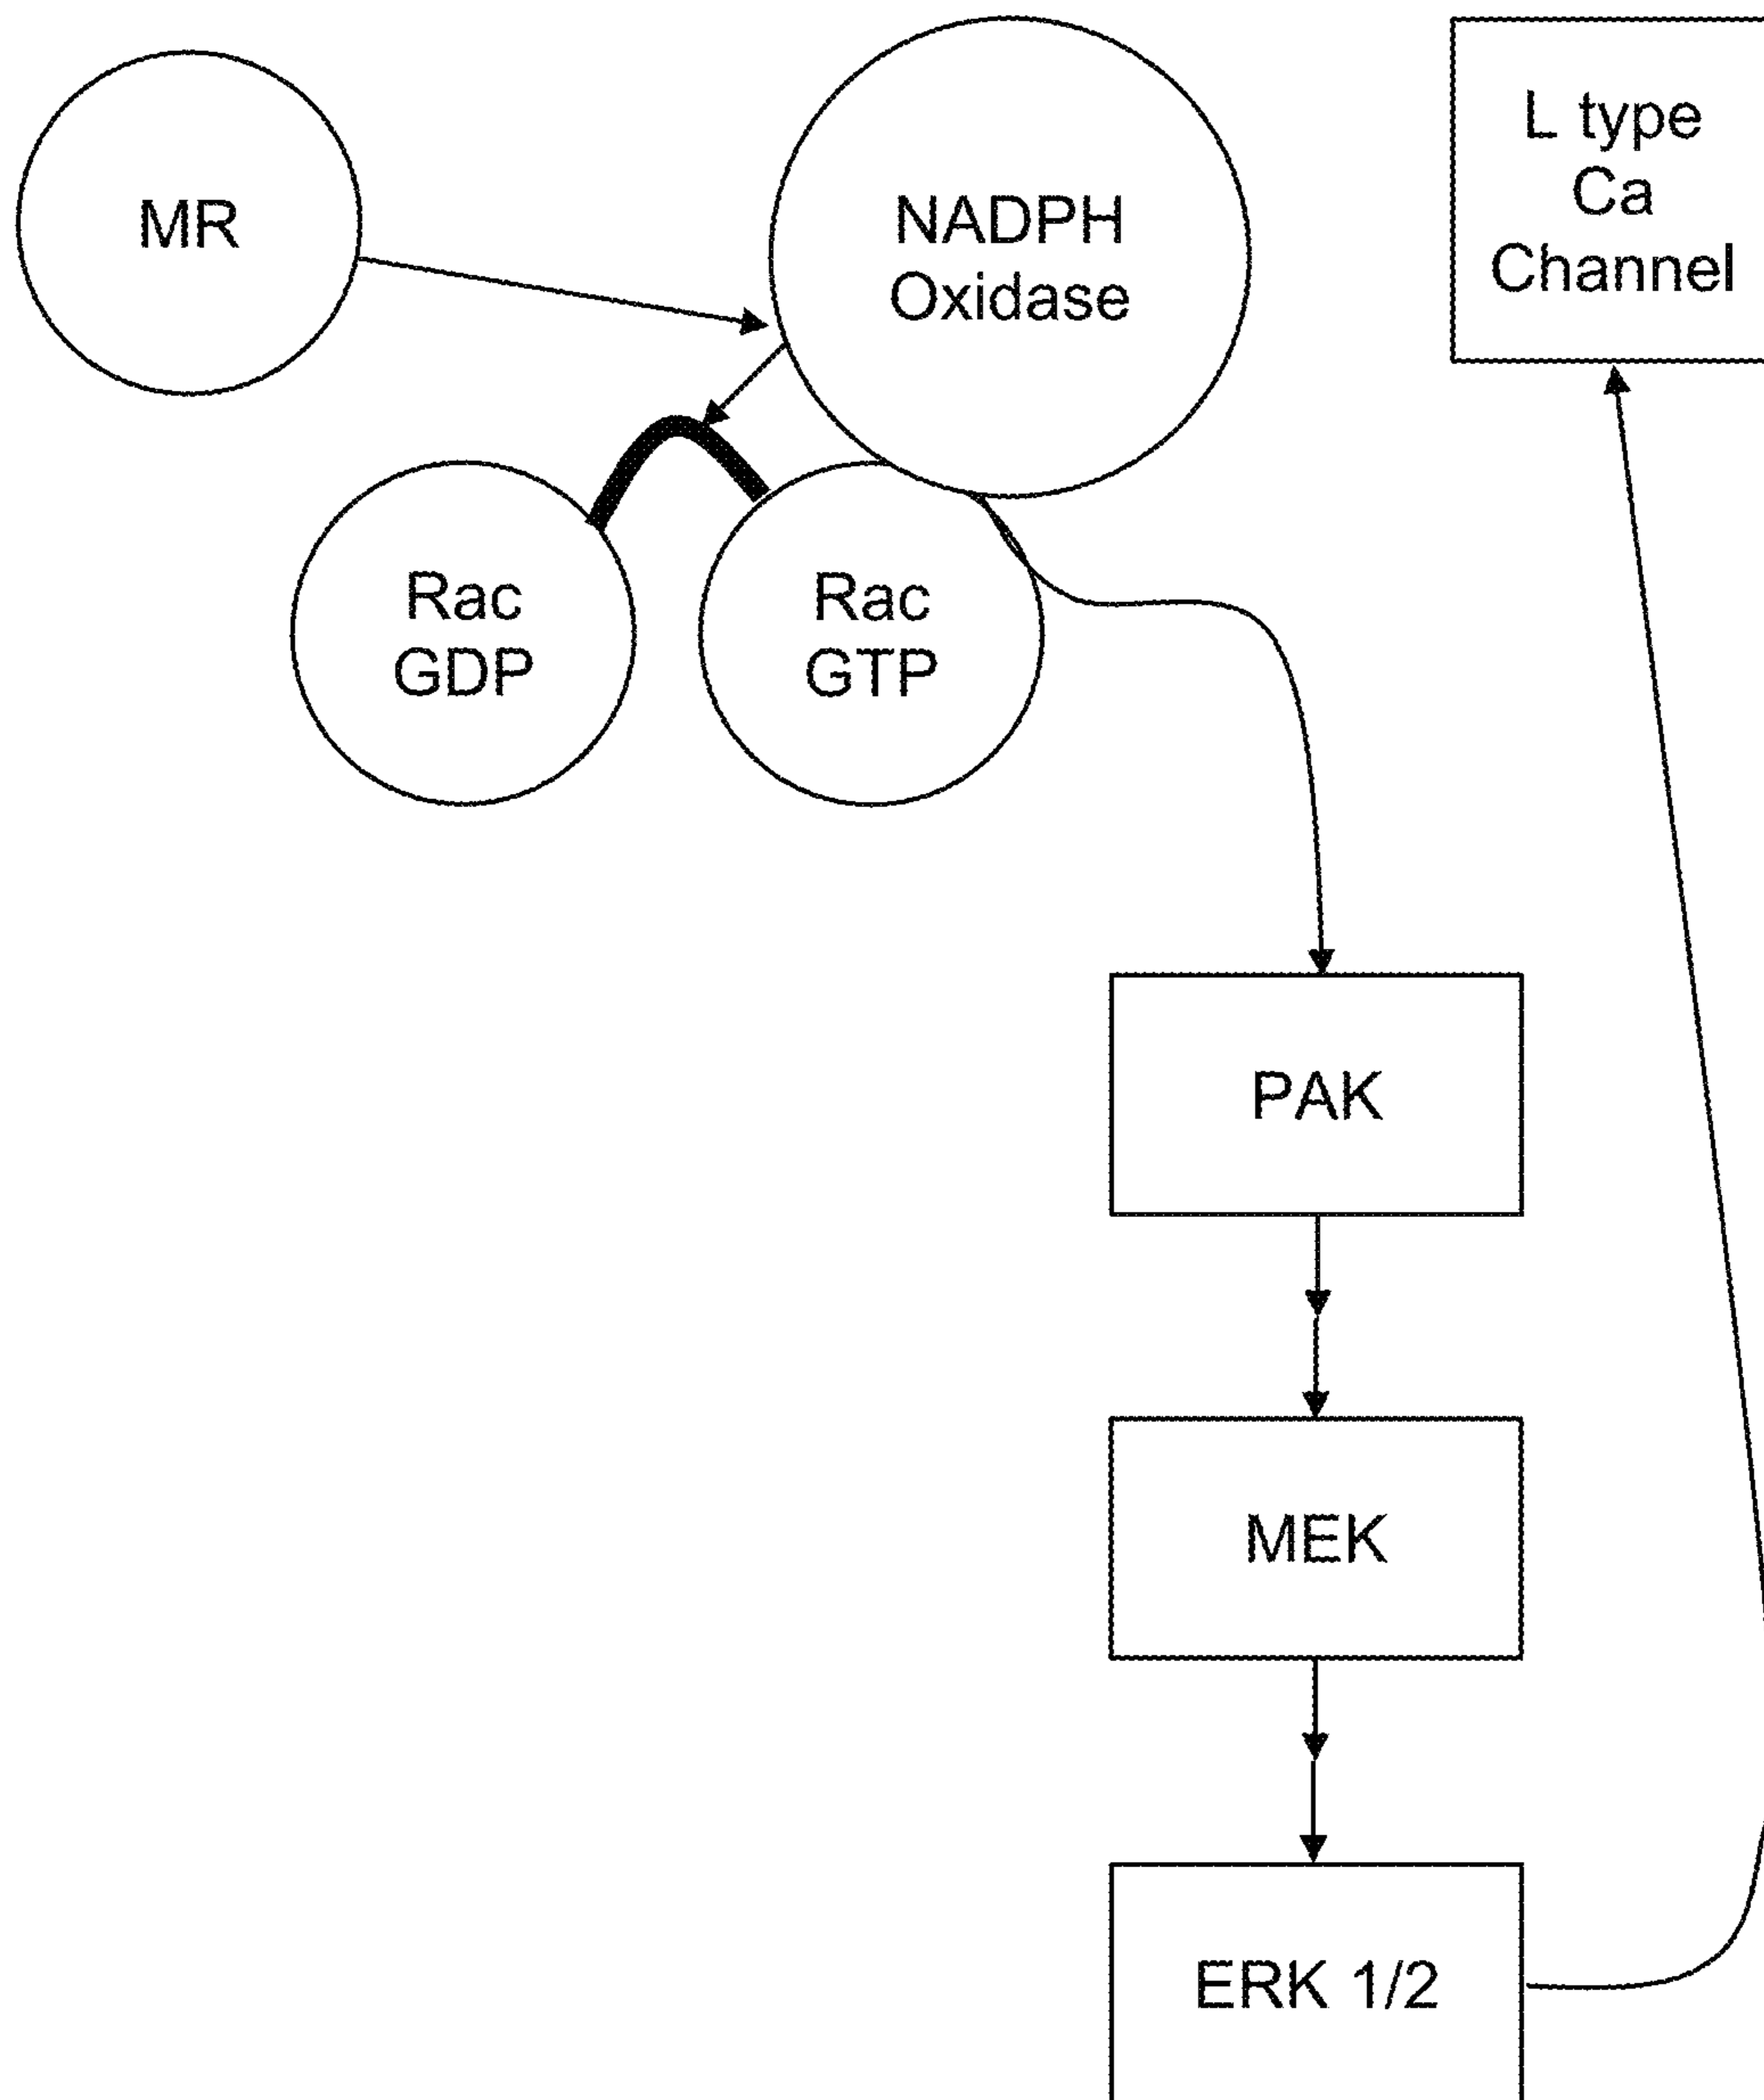 MR
NADPH
Oxidase
L type
Ca
Channel
Rac
GDP
Rac
GTP
PAK
MEK
ERK 1/2